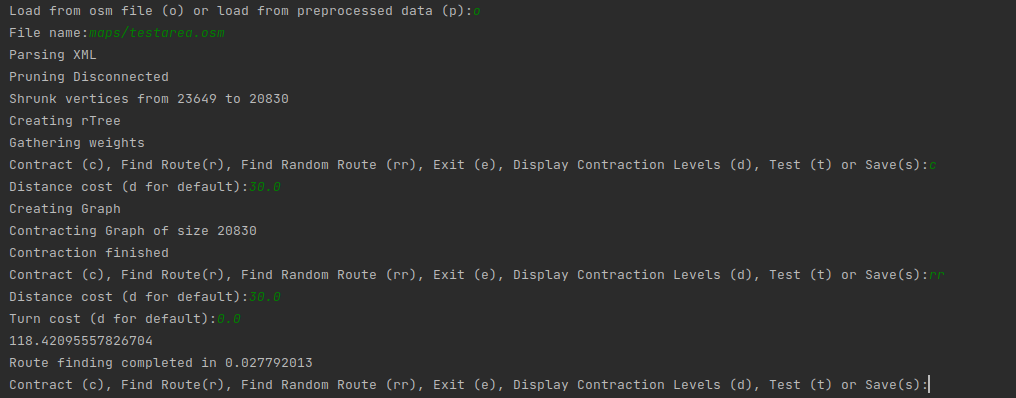 Load from osm file (o) or load from preprocessed data (p):o
File name:maps/testarea.osm
Parsing XML
Pruning Disconnected
Shrunk vertices from 23649 to 20830
Creating rTree
Gathering weights
Contract (c), Find Route(r), Find Random Route (rr), Exit (e), Display Contraction Levels (d), Test (t) or Save(s):c
Distance cost (d for default):30.0
Creating Graph
Contracting Graph of size 20830
Contraction finished
Contract (c), Find Route(r), Find Random Route (rr), Exit (e), Display Contraction Levels (d), Test (t) or Save(s):rr
Distance cost (d for default):30.0
Turn cost (d for default):0.0
118.42095557826704
Route finding completed in 0.027792013
Contract (c), Find Route(r), Find Random Route (rr), Exit (e), Display Contraction Levels (d), Test (t) or Save(s):